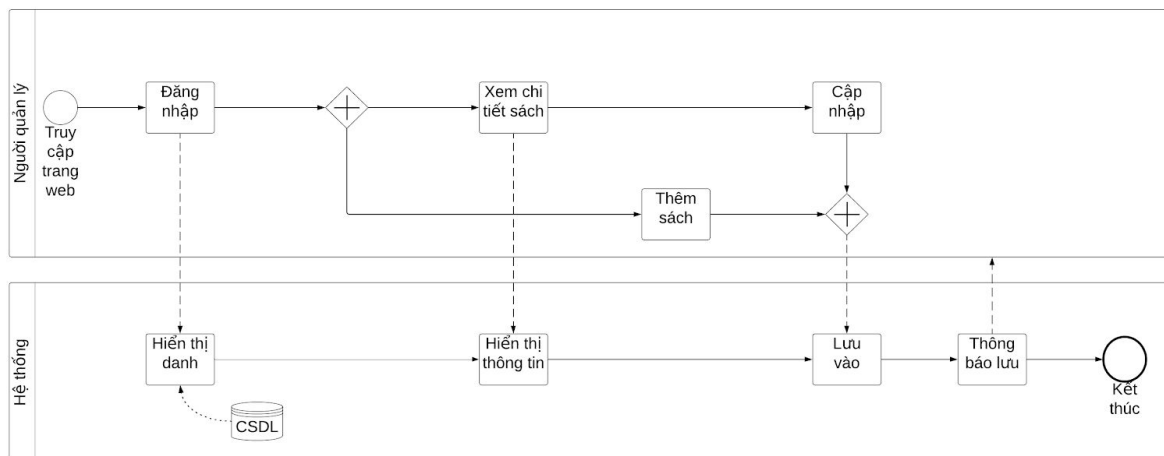 Người quản lý
Truy
cập
trang
web
Đăng
nhập
Xem chi
tiết sách
Cập
nhập
Thêm
sách
Hệ thống
Hiển thị
danh
CSDL
Hiển thị
thông tin
Lưu
vào
Thông
báo lưu
Kết
thúc